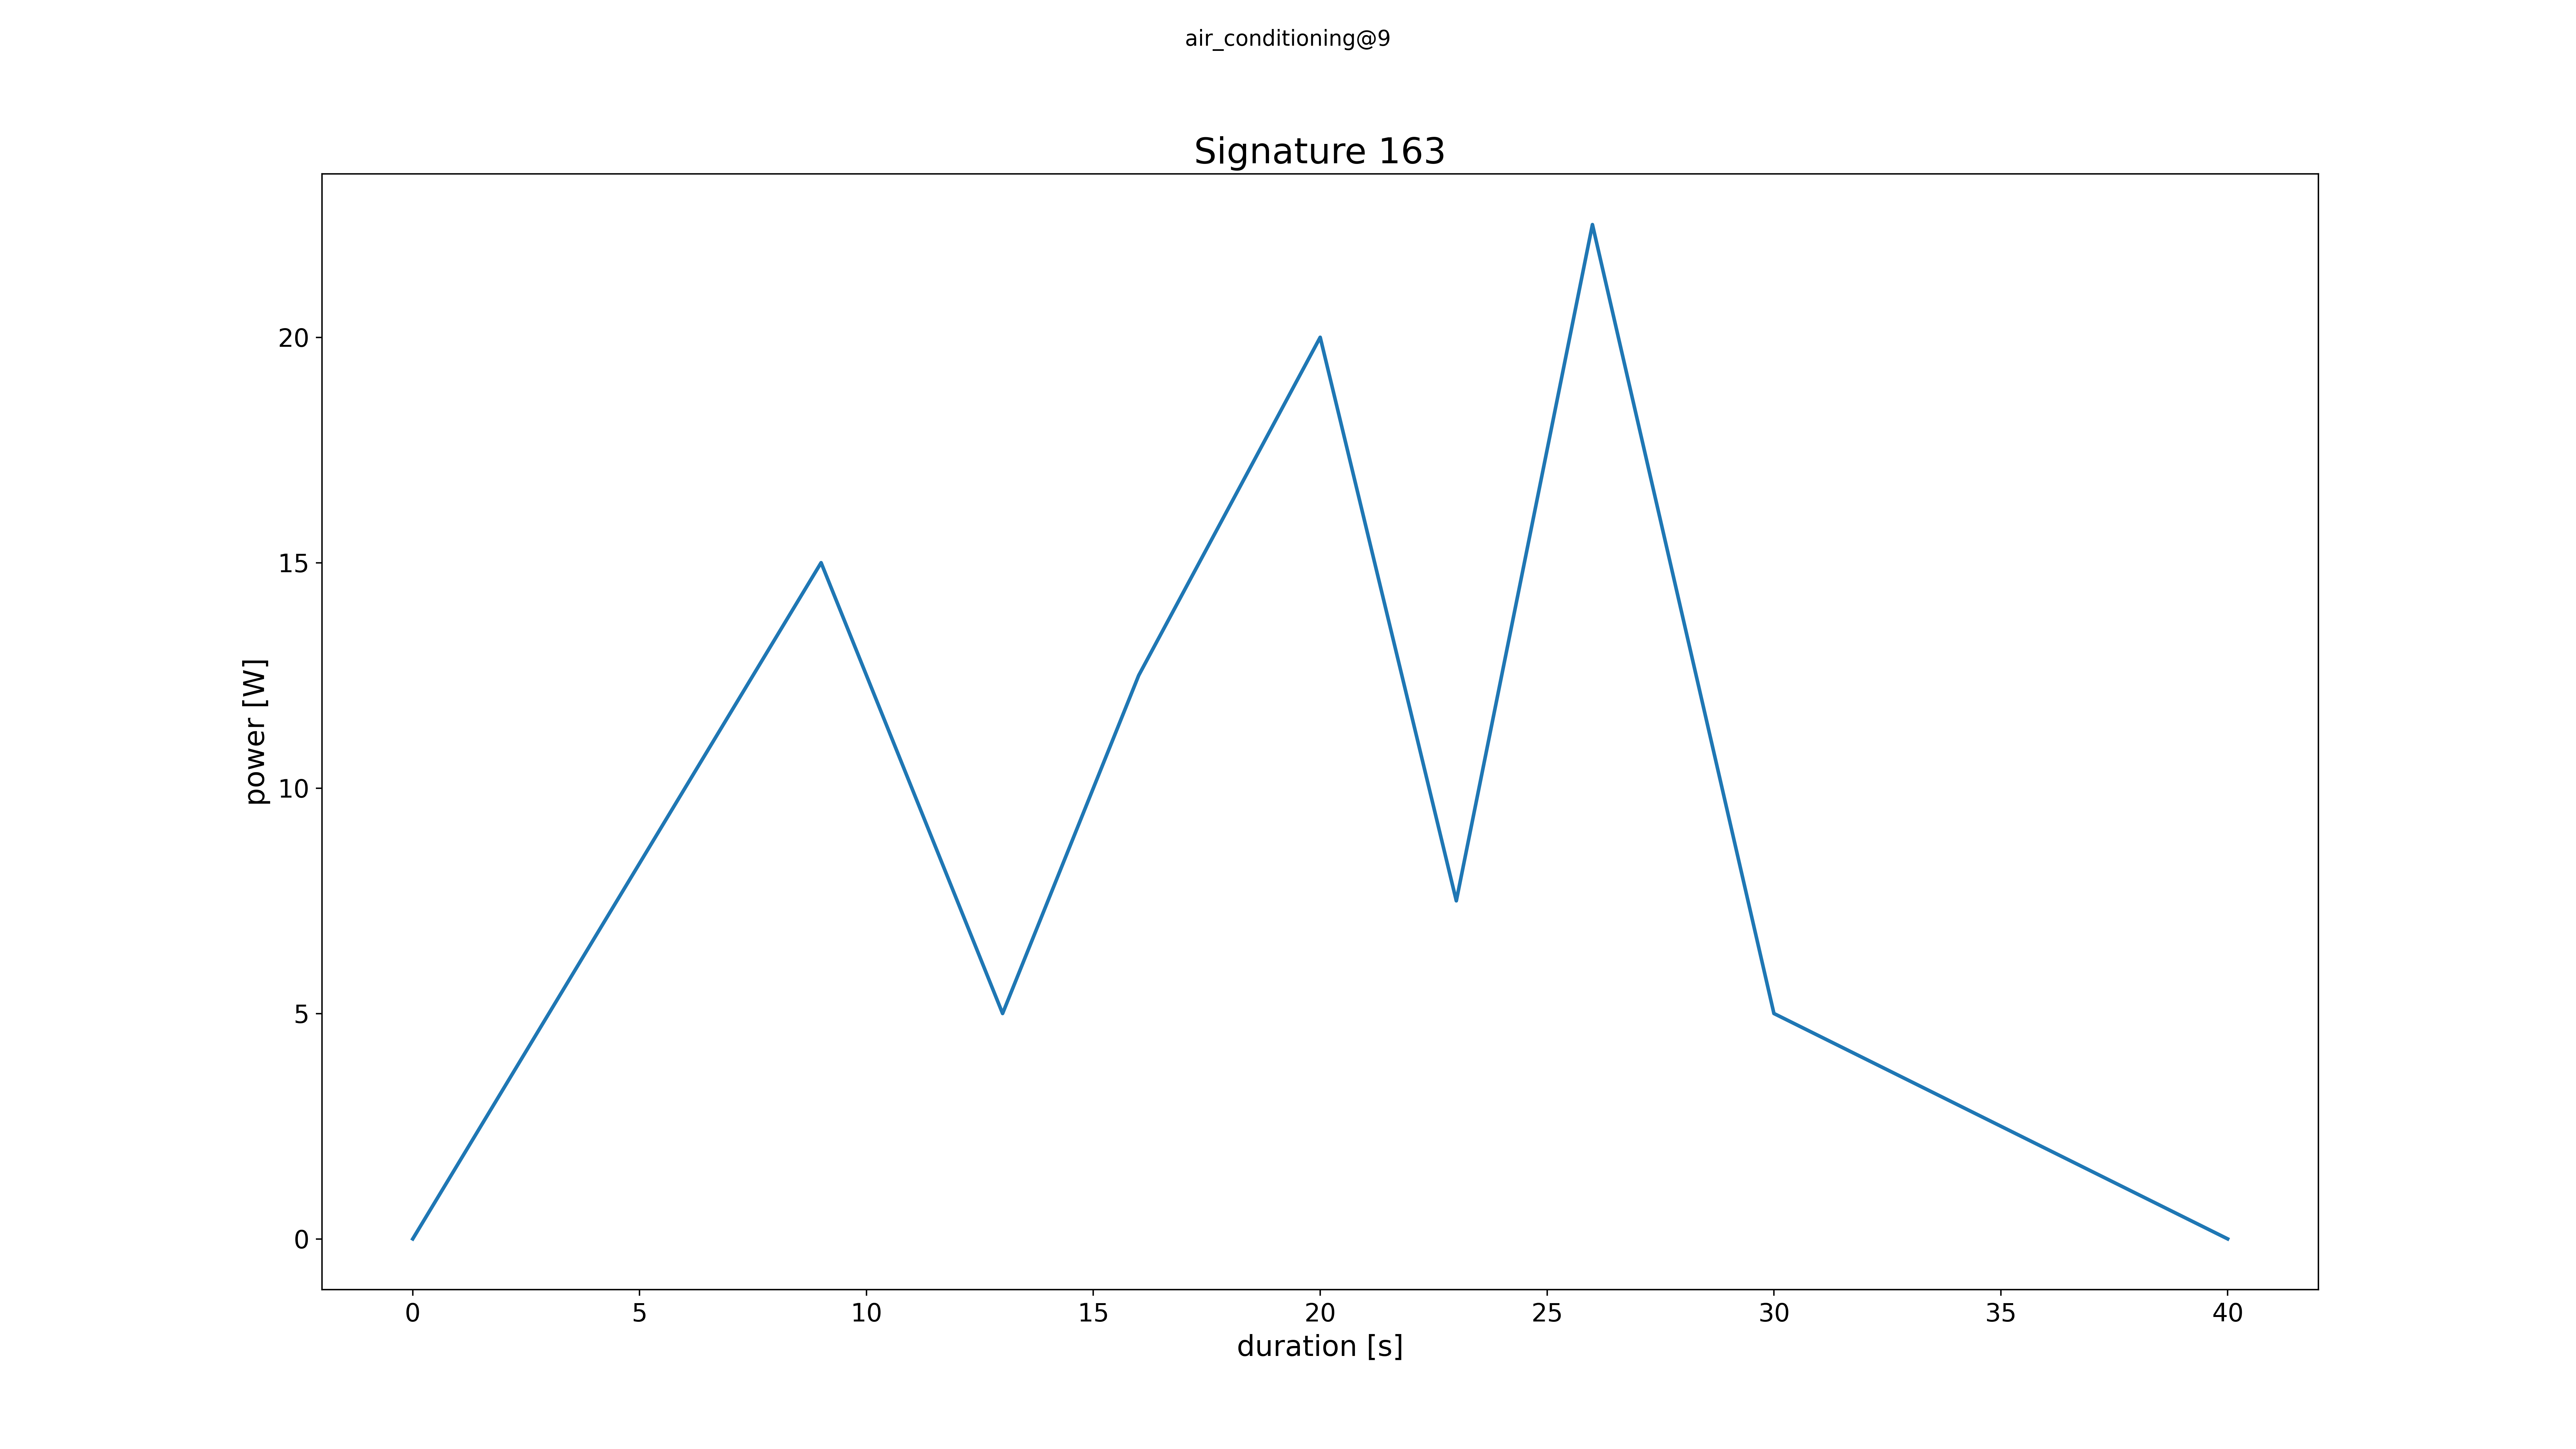 air_conditioning@9
Signature 163
power [W]
20
15
10
5
0
0 5 10 15 20 25 30 35 40
duration [s]